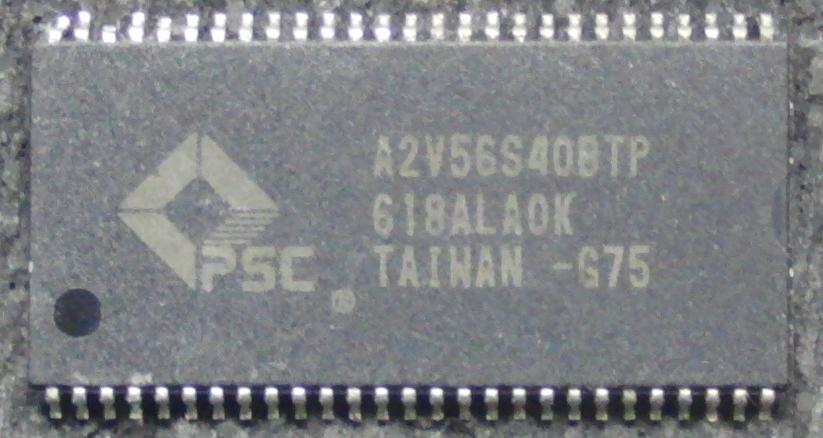 A2V56S40BTP
618ALA0K
TAIWAN -G75
PSC ®